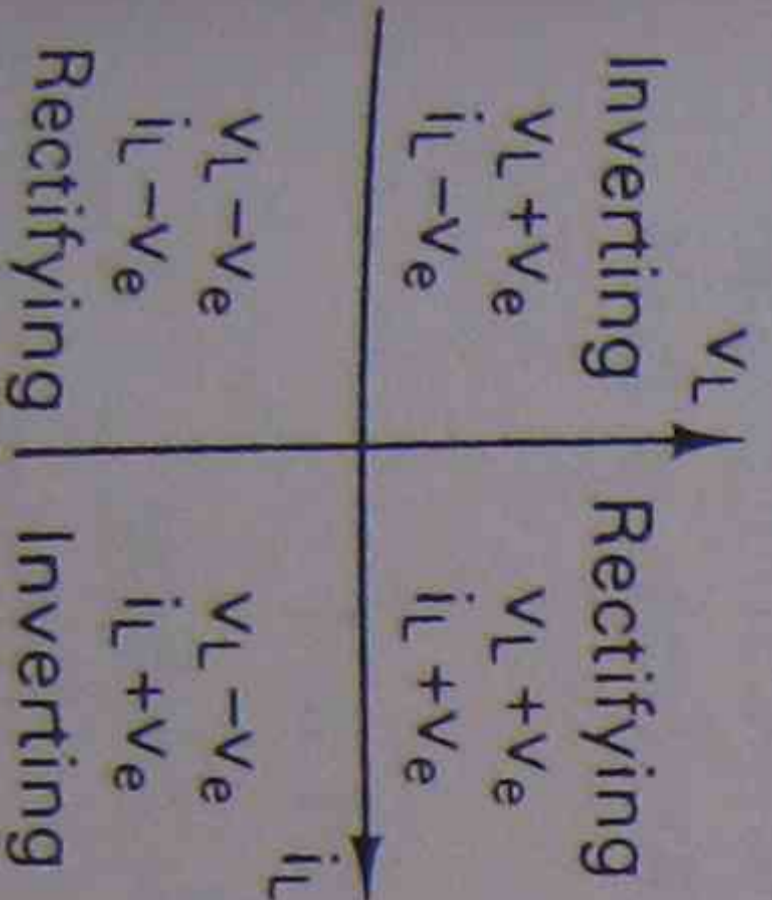 vL
Inverting
vL +ve
iL -ve
Rectifying
vL +ve
iL +ve
vL -ve
iL -ve
Rectifying
vL -ve
iL +ve
Inverting
iL